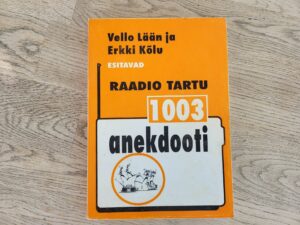 Vello Lään ja
Erkki Kõlu
ESITAVAD
RAADIO TARTU
1003
anekdooti